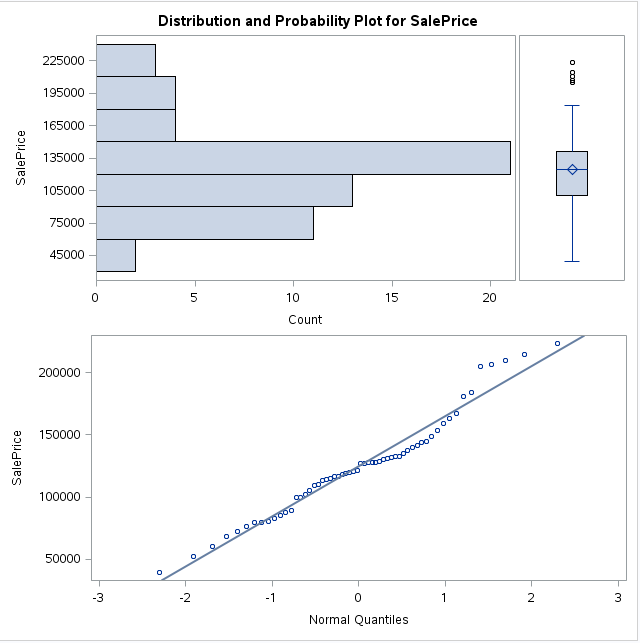 Distribution and Probability Plot for SalePrice
225000
195000
165000
135000
105000
75000
45000
SalePrice
0 5 10 15 20
Count
200000
150000
100000
50000
SalePrice
-3 -2 -1 0 1 2 3
Normal Quantiles